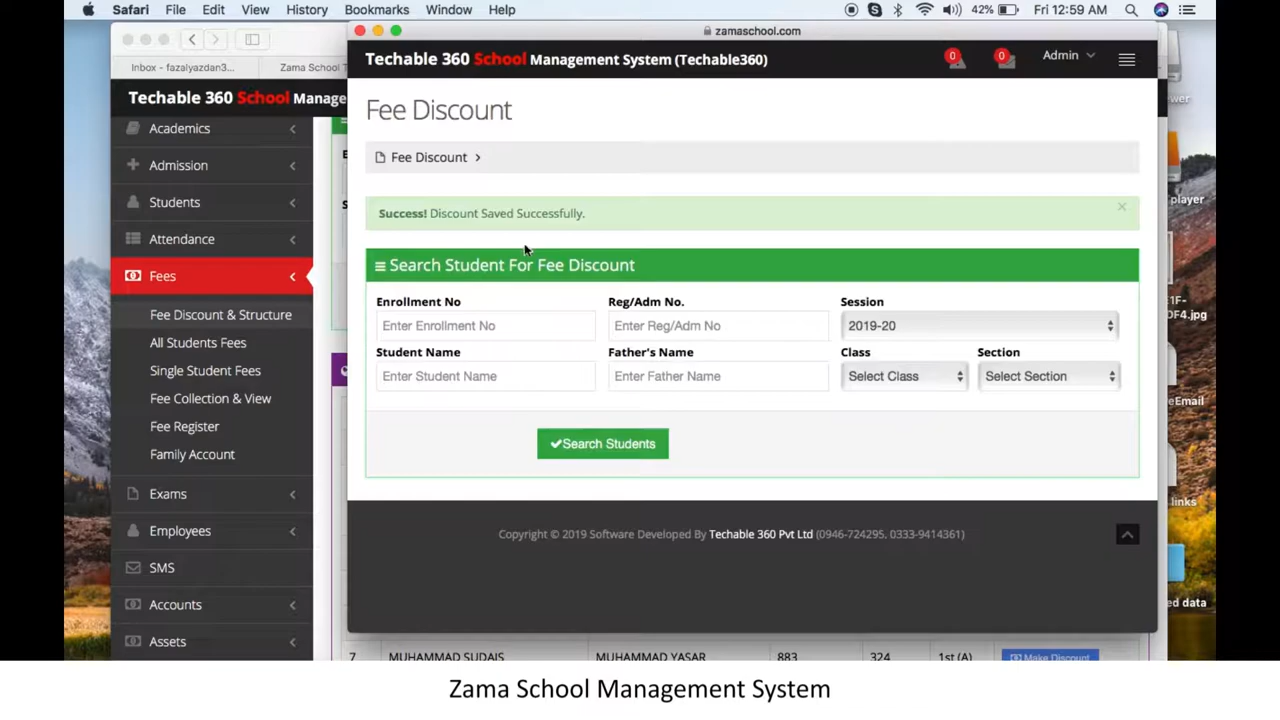 Safari File Edit View History Bookmarks Window Help 42% Fri 12:59 AM
zamaschool.com
Inbox - fazalyazdan3... Zama School T
Techable 360 School Manage
Academics
Admission
Students
Attendance
Fees
Fee Discount & Structure
All Students Fees
Single Student Fees
Fee Collection & View
Fee Register
Family Account
Exams
Employees
SMS
Accounts
Assets
Techable 360 School Management System (Techable360) 0 0 Admin
Fee Discount
Fee Discount >
Success! Discount Saved Successfully. ×
Search Student For Fee Discount
Enrollment No Reg/Adm No. Session
Enter Enrollment No Enter Reg/Adm No 2019-20
Student Name Father's Name Class Section
Enter Student Name Enter Father Name Select Class Select Section
Search Students
Copyright © 2019 Software Developed By Techable 360 Pvt Ltd (0946-724295, 0333-9414361)
7 MUHAMMAD SUDAIS MUHAMMAD YASAR 883 324 1st (A) Make Discount
ewer
player
1F-
DF4.jpg
eEmail
links
ed data
Zama School Management System